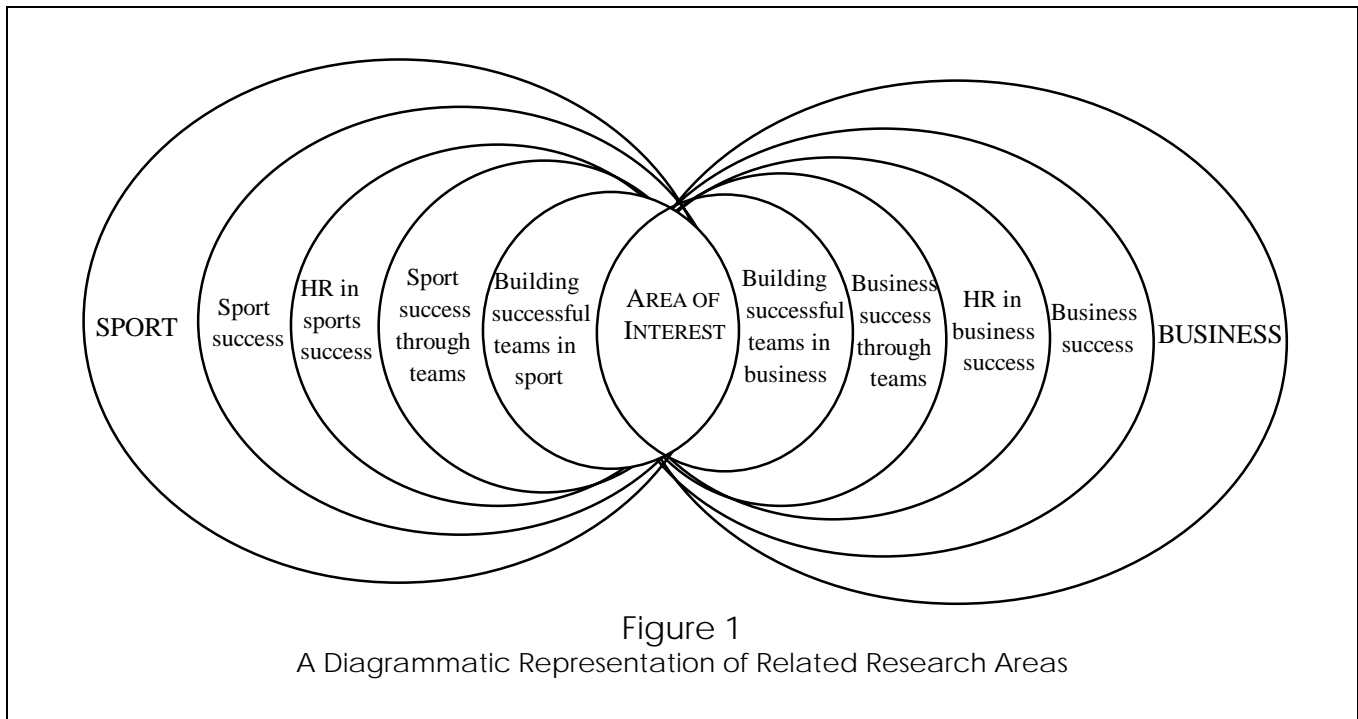 SPORT
Sport
success
HR in
sports
success
Sport
success
through
teams
Building
successful
teams in
sport
AREA OF
INTEREST
Building
successful
teams in
business
Business
success
through
teams
HR in
business
success
Business
success
BUSINESS
Figure 1
A Diagrammatic Representation of Related Research Areas